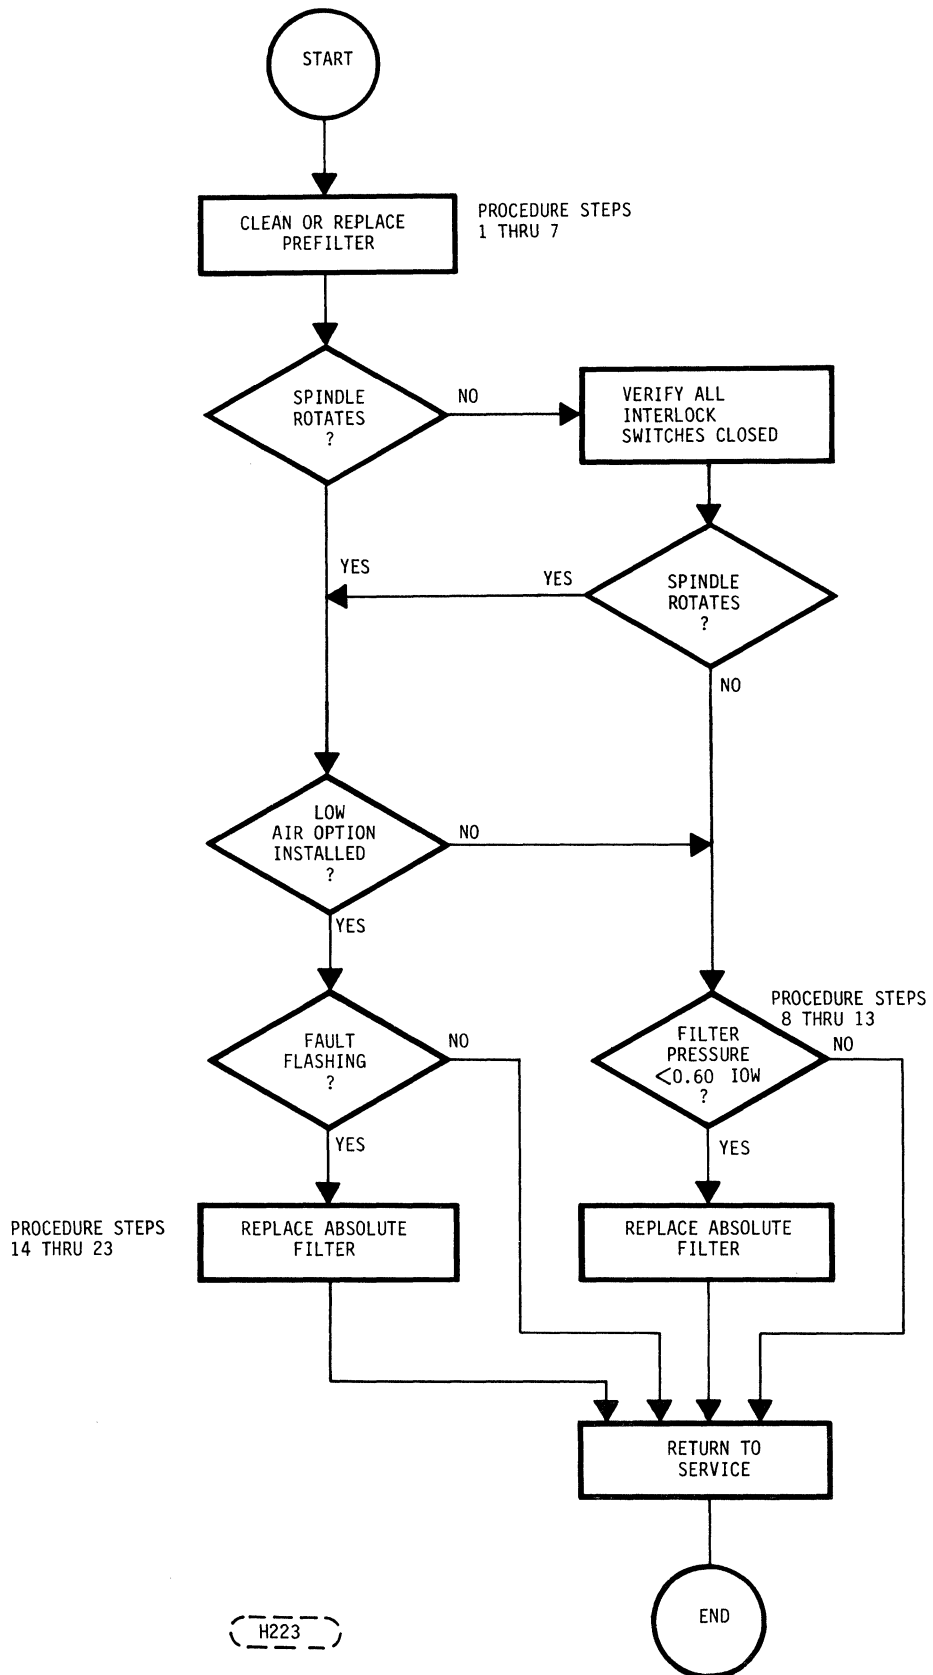 START
CLEAN OR REPLACE
PREFILTER
PROCEDURE STEPS
1 THRU 7
SPINDLE
ROTATES
?
NO
VERIFY ALL
INTERLOCK
SWITCHES CLOSED
YES
YES
SPINDLE
ROTATES
?
NO
LOW
AIR OPTION
INSTALLED
?
NO
YES
FAULT
FLASHING
?
NO
PROCEDURE STEPS
8 THRU 13
FILTER
PRESSURE
<0.60 IOW
?
NO
YES
YES
PROCEDURE STEPS
14 THRU 23
REPLACE ABSOLUTE
FILTER
REPLACE ABSOLUTE
FILTER
RETURN TO
SERVICE
END
H223